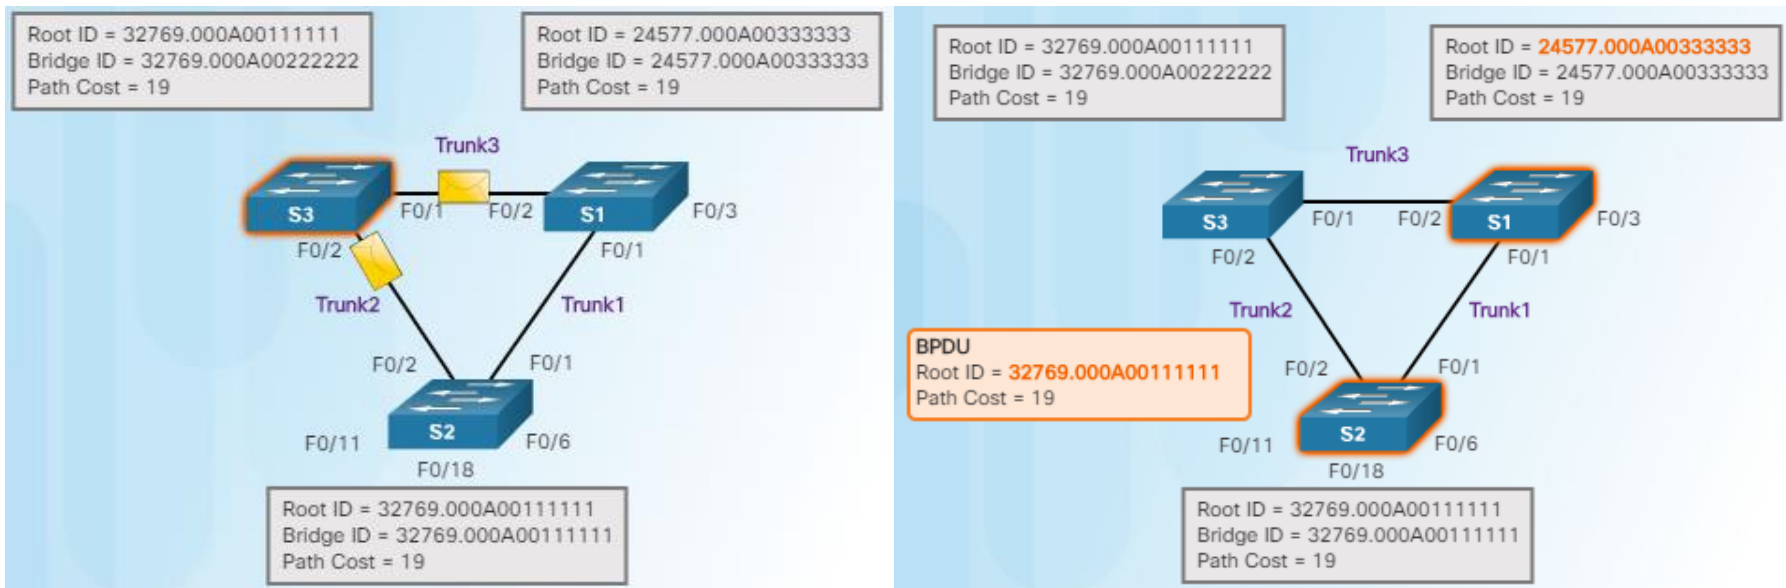 Root ID = 32769.000A00111111
Bridge ID = 32769.000A00222222
Path Cost = 19
Root ID = 24577.000A00333333
Bridge ID = 24577.000A00333333
Path Cost = 19
Trunk3
S3
F0/1
F0/2
S1
F0/3
F0/2
F0/1
Trunk2
Trunk1
F0/2
F0/1
S2
F0/11
F0/6
F0/18
Root ID = 32769.000A00111111
Bridge ID = 32769.000A00111111
Path Cost = 19
Root ID = 32769.000A00111111
Bridge ID = 32769.000A00222222
Path Cost = 19
Root ID = 24577.000A00333333
Bridge ID = 24577.000A00333333
Path Cost = 19
Trunk3
S3
F0/1
F0/2
S1
F0/3
F0/2
F0/1
Trunk2
Trunk1
BPDU
Root ID = 32769.000A00111111
Path Cost = 19
F0/2
F0/1
S2
F0/11
F0/6
F0/18
Root ID = 32769.000A00111111
Bridge ID = 32769.000A00111111
Path Cost = 19